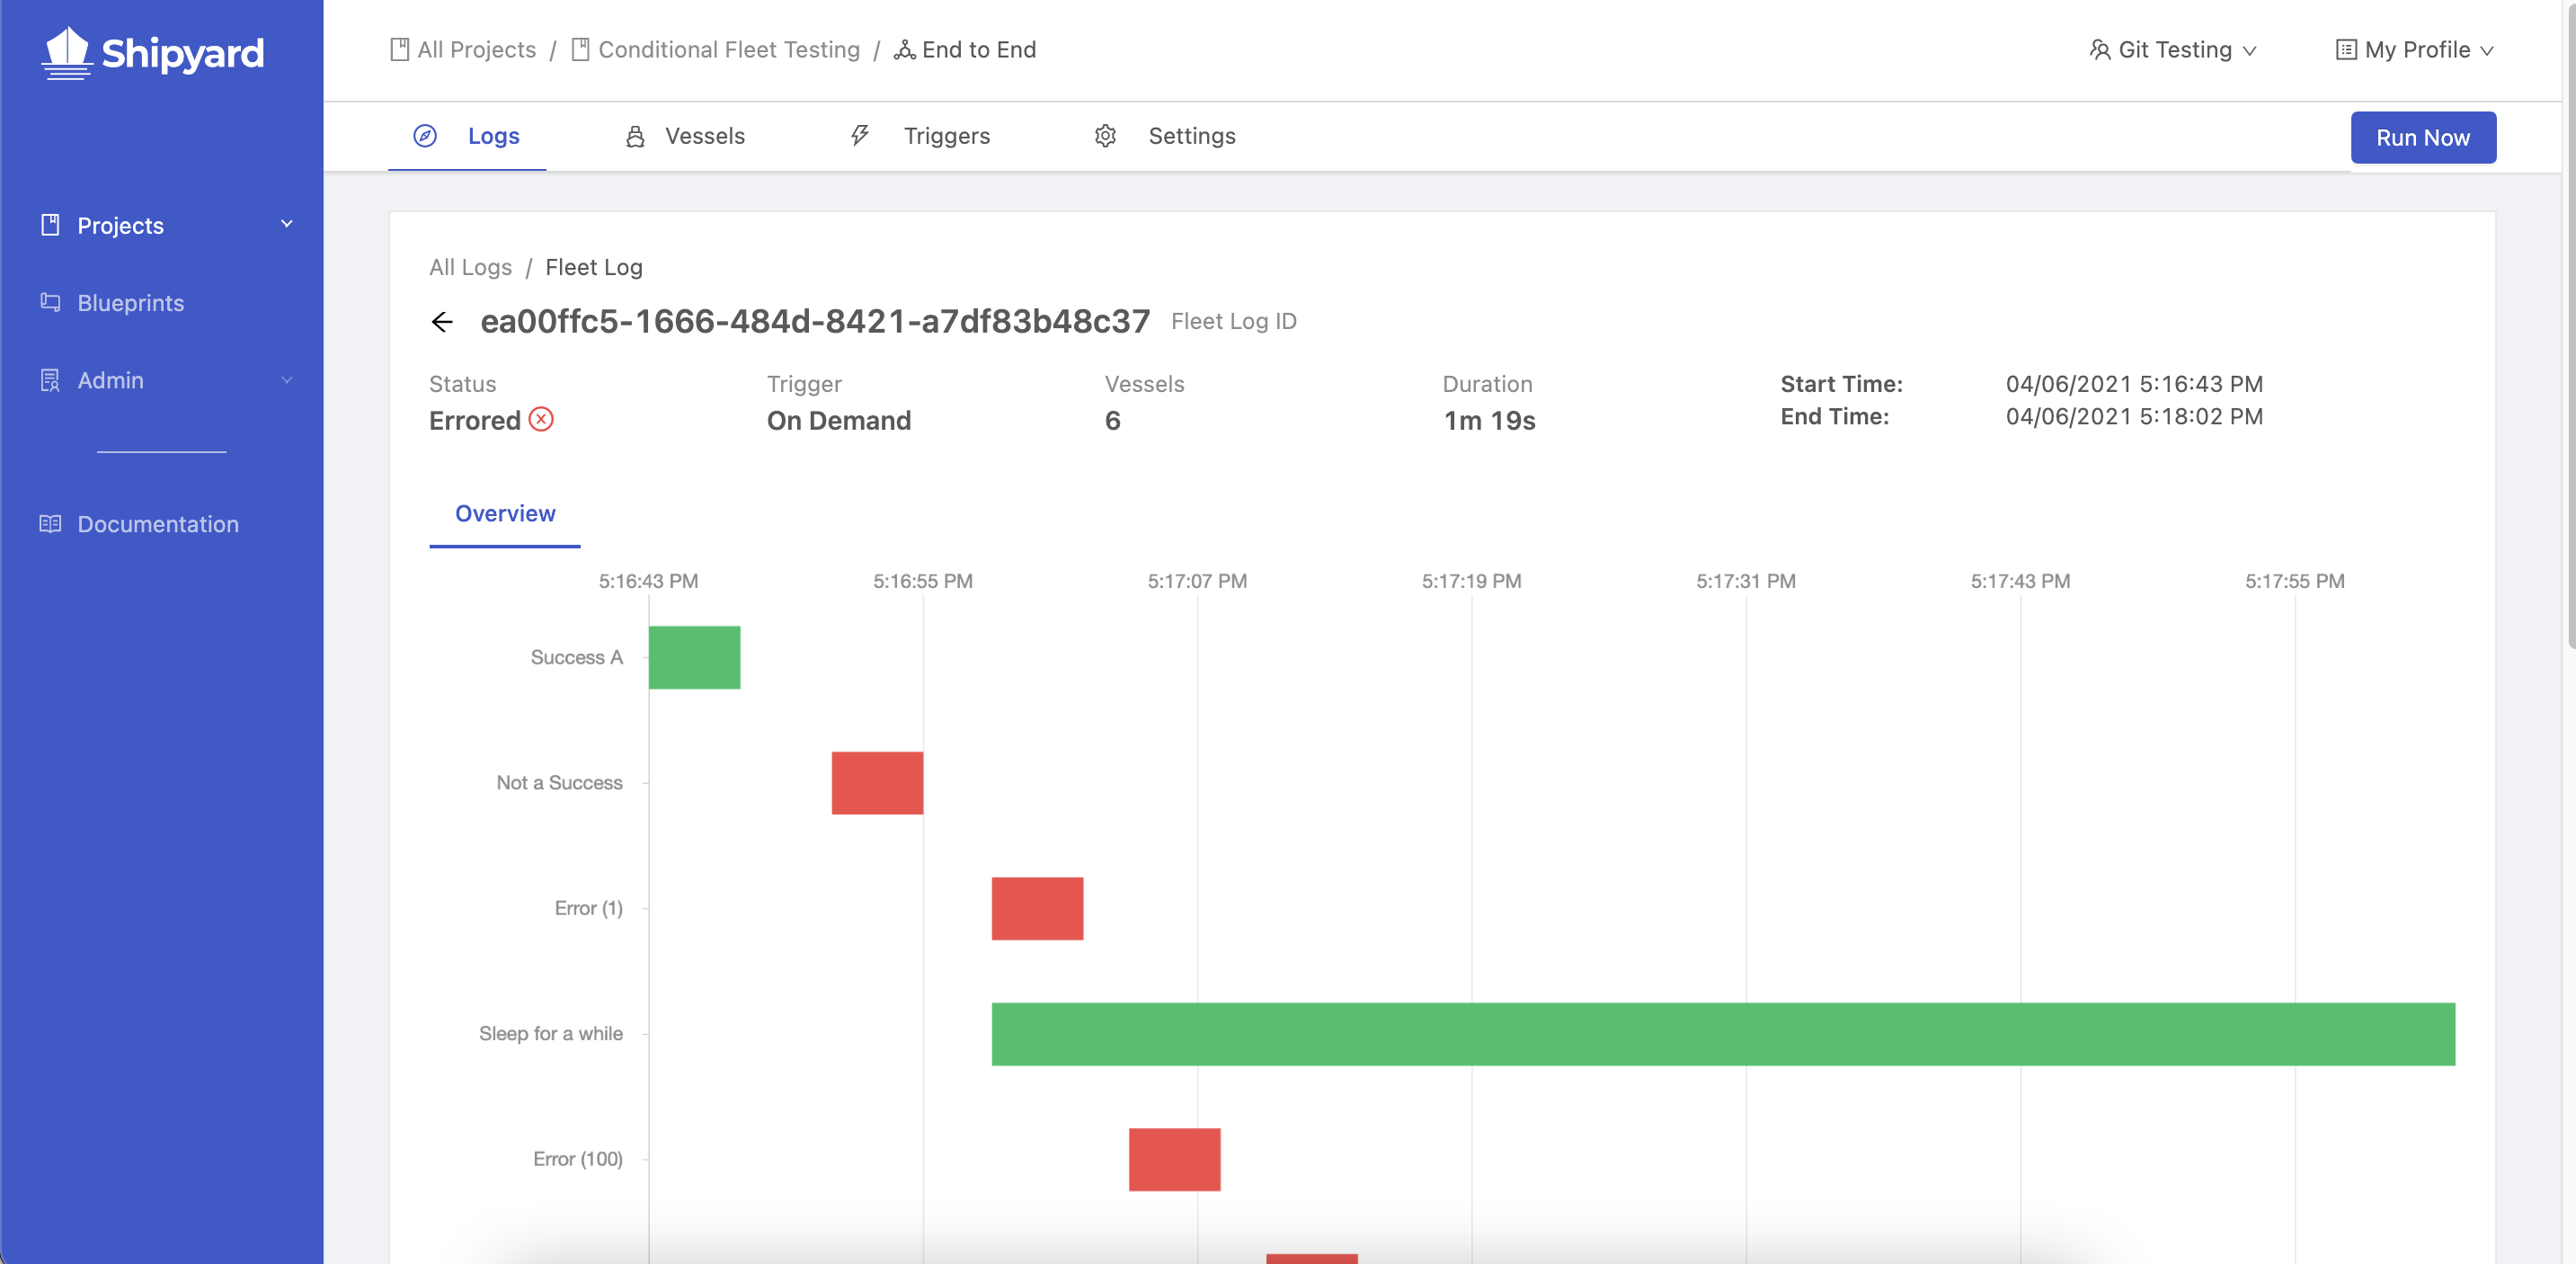 Shipyard
All Projects / Conditional Fleet Testing / End to End
Git Testing
My Profile
Logs
Vessels
Triggers
Settings
Run Now
Projects
Blueprints
Admin
Documentation
All Logs / Fleet Log
ea00ffc5-1666-484d-8421-a7df83b48c37 Fleet Log ID
Status
Errored
Trigger
On Demand
Vessels
6
Duration
1m 19s
Start Time: 04/06/2021 5:16:43 PM
End Time: 04/06/2021 5:18:02 PM
Overview
5:16:43 PM 5:16:55 PM 5:17:07 PM 5:17:19 PM 5:17:31 PM 5:17:43 PM 5:17:55 PM
Success A
Not a Success
Error (1)
Sleep for a while
Error (100)